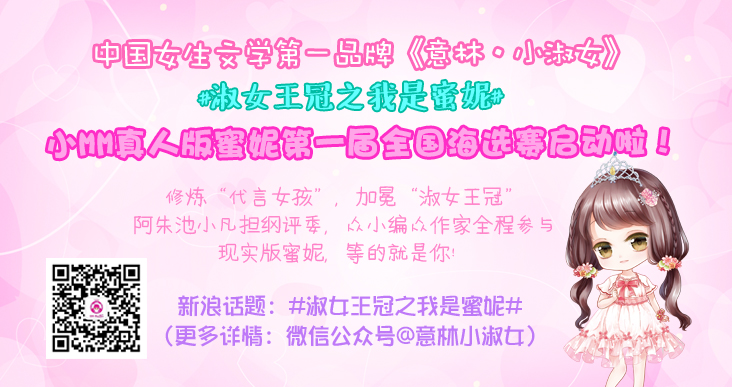 中国女生文学第一品牌《意林·小淑女》
#淑女王冠之我是蜜妮#
小MM真人版蜜妮第一届全国海选赛启动啦！
修炼“代言女孩”，加冕“淑女王冠”
阿朱池小凡担纲评委，众小编众作家全程参与
现实版蜜妮，等的就是你！
新浪话题：#淑女王冠之我是蜜妮#
（更多详情：微信公众号@意林小淑女）